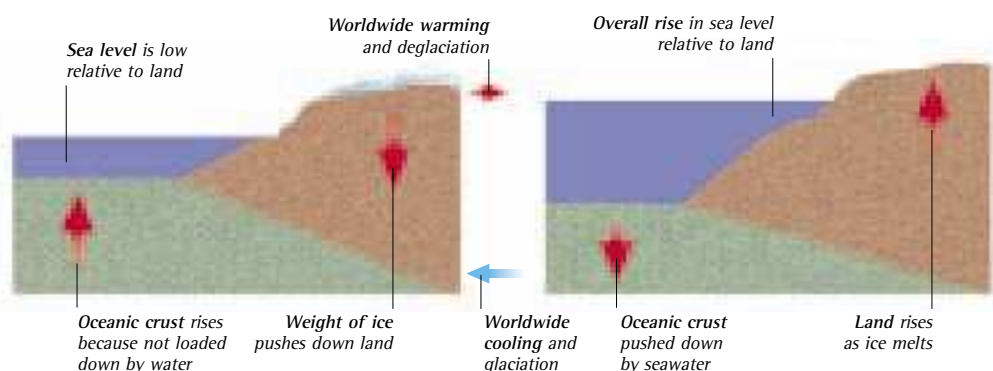 Sea level is low
relative to land
Worldwide warming
and deglaciation
Overall rise in sea level
relative to land
Oceanic crust rises
because not loaded
down by water
Weight of ice
pushes down land
Worldwide
cooling and
glaciation
Oceanic crust
pushed down
by seawater
Land rises
as ice melts